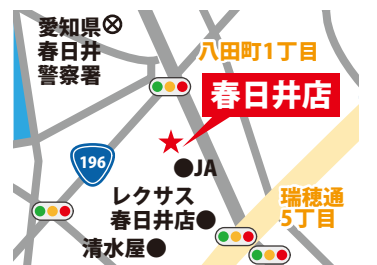 愛知県
春日井
警察署
八田町1丁目
春日井店
196
JA
レクサス
春日井店
瑞穂通
5丁目
清水屋